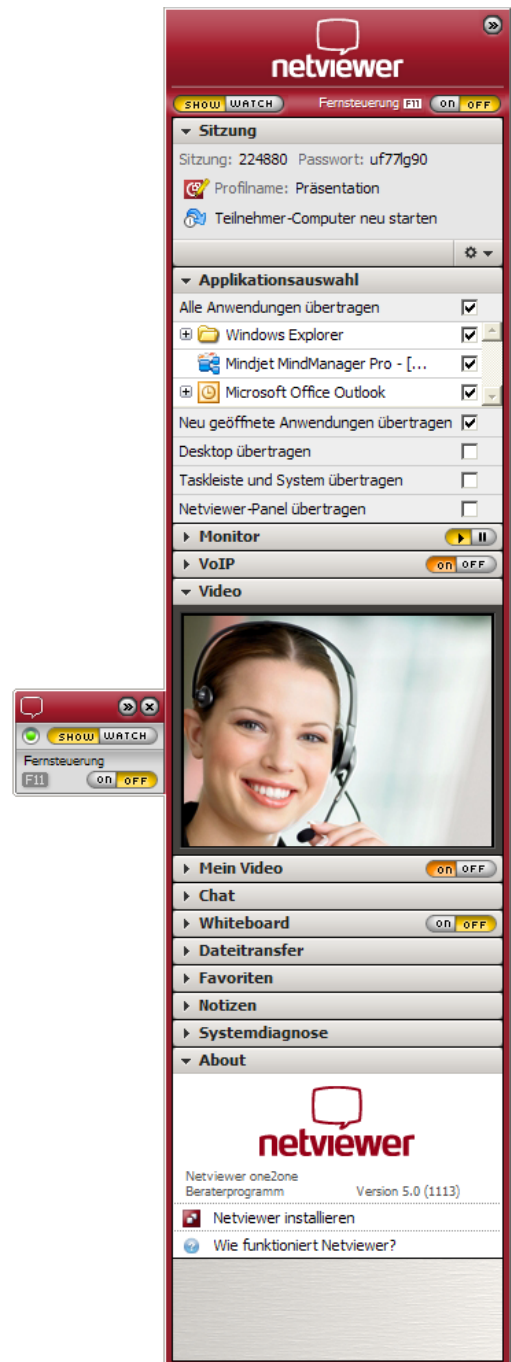 netviewer
SHOW WATCH Fernsteuerung F11 ON OFF
Sitzung
Sitzung: 224880 Passwort: uf77lg90
Profilname: Präsentation
Teilnehmer-Computer neu starten
Applikationsauswahl
Alle Anwendungen übertragen
Windows Explorer
Mindjet MindManager Pro - [...
Microsoft Office Outlook
Neu geöffnete Anwendungen übertragen
Desktop übertragen
Taskleiste und System übertragen
Netviewer-Panel übertragen
Monitor
VoIP ON OFF
Video
SHOW WATCH
Fernsteuerung
F11 ON OFF
Mein Video ON OFF
Chat
Whiteboard ON OFF
Dateitransfer
Favoriten
Notizen
Systemdiagnose
About
netviewer
Netviewer one2one
Beraterprogramm Version 5.0 (1113)
Netviewer installieren
Wie funktioniert Netviewer?